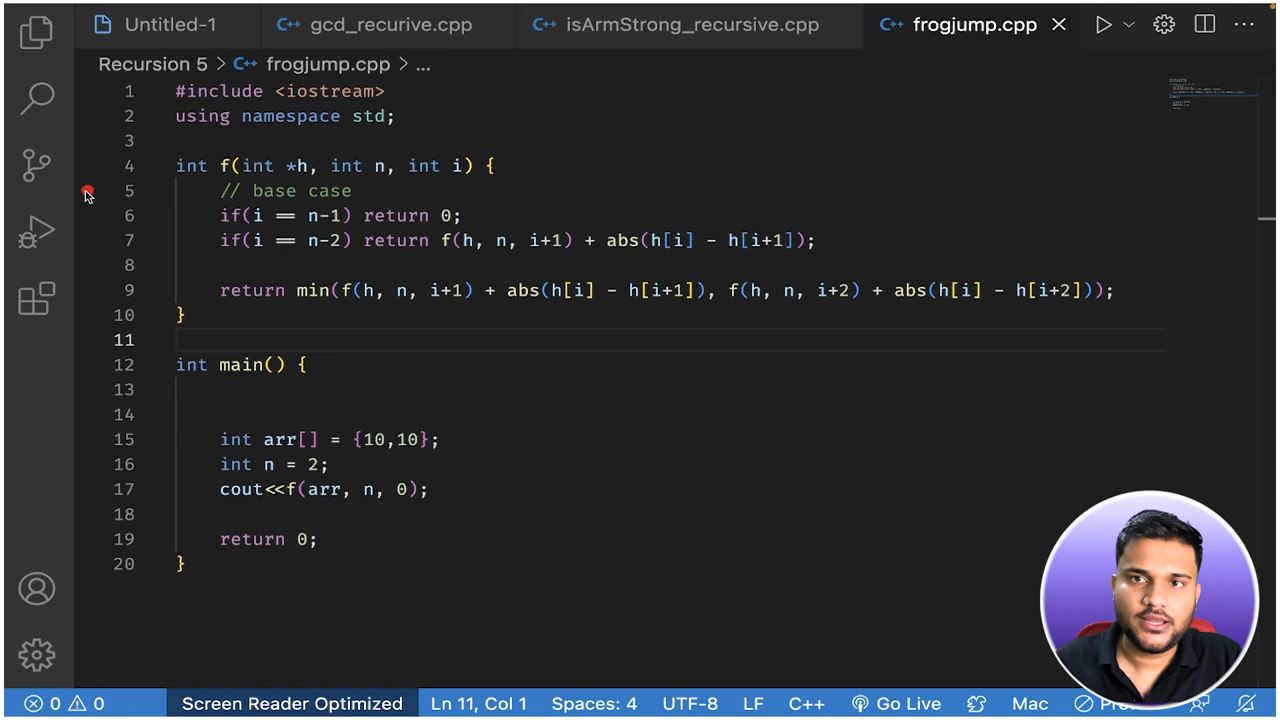 Untitled-1 gcd_recurive.cpp isArmStrong_recursive.cpp frogjump.cpp
Recursion 5 > frogjump.cpp > ...
1 #include <iostream>
2 using namespace std;
3
4 int f(int *h, int n, int i) {
5 // base case
6 if(i == n-1) return 0;
7 if(i == n-2) return f(h, n, i+1) + abs(h[i] - h[i+1]);
8
9 return min(f(h, n, i+1) + abs(h[i] - h[i+1]), f(h, n, i+2) + abs(h[i] - h[i+2]));
10 }
11
12 int main() {
13
14
15 int arr[] = {10,10};
16 int n = 2;
17 cout<<f(arr, n, 0);
18
19 return 0;
20 }
0 0 Screen Reader Optimized Ln 11, Col 1 Spaces: 4 UTF-8 LF C++ Go Live Mac